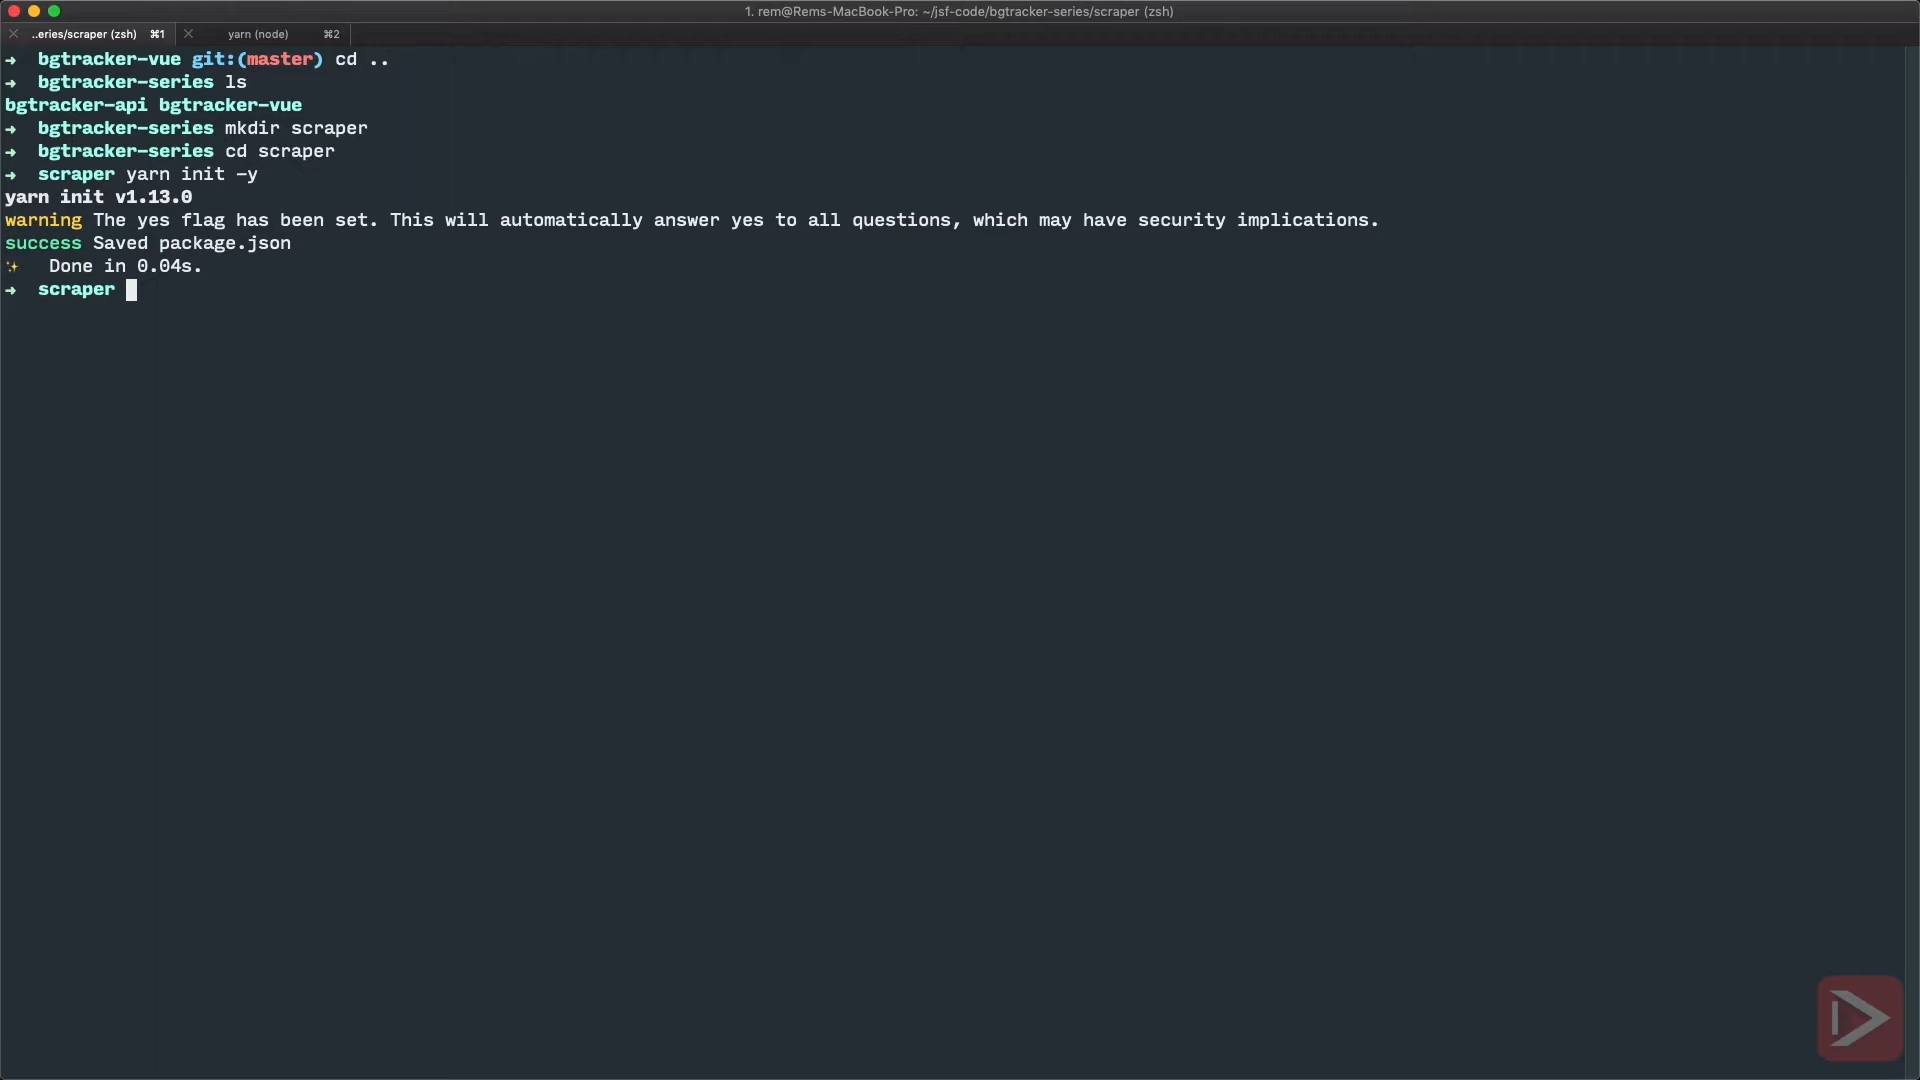 1. rem@Rems-MacBook-Pro: ~/jsf-code/bgtracker-series/scraper (zsh)
..eries/scraper (zsh) ⌘1 yarn (node) ⌘2
➜ bgtracker-vue git:(master) cd ..
➜ bgtracker-series ls
bgtracker-api bgtracker-vue
➜ bgtracker-series mkdir scraper
➜ bgtracker-series cd scraper
➜ scraper yarn init -y
yarn init v1.13.0
warning The yes flag has been set. This will automatically answer yes to all questions, which may have security implications.
success Saved package.json
✨ Done in 0.04s.
➜ scraper